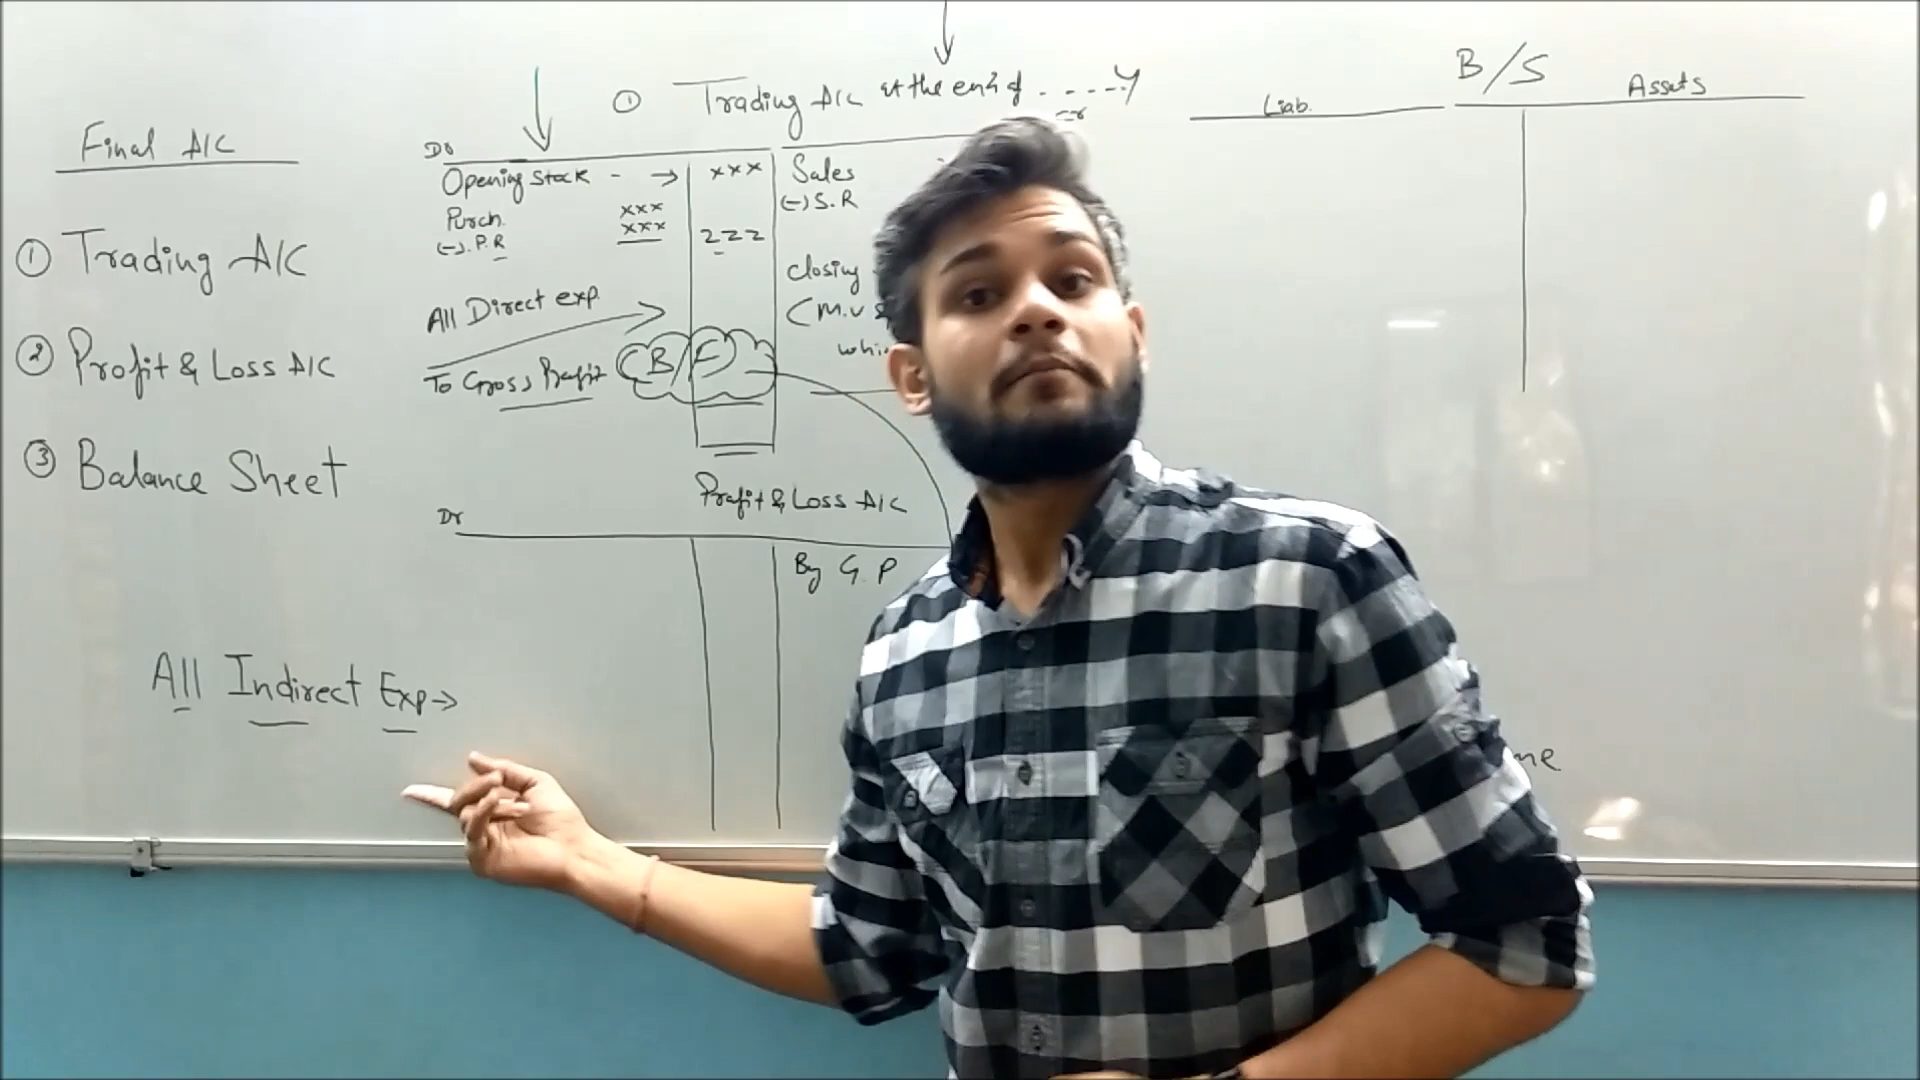 Final A/C
① Trading A/C
② Profit & Loss A/C
③ Balance Sheet
All Indirect Exp→
① Trading A/C at the end of . - - - - Y
Dr
Opening stock - → xxx
Purch. xxx
(-). P. R xxx zzz
All Direct exp.
To Gross Profit B/F
Sales
(-) S. R
Closing
(M.v
whi
Profit & Loss A/C
Dr
By G. P
B/S
Liab. Assets
me